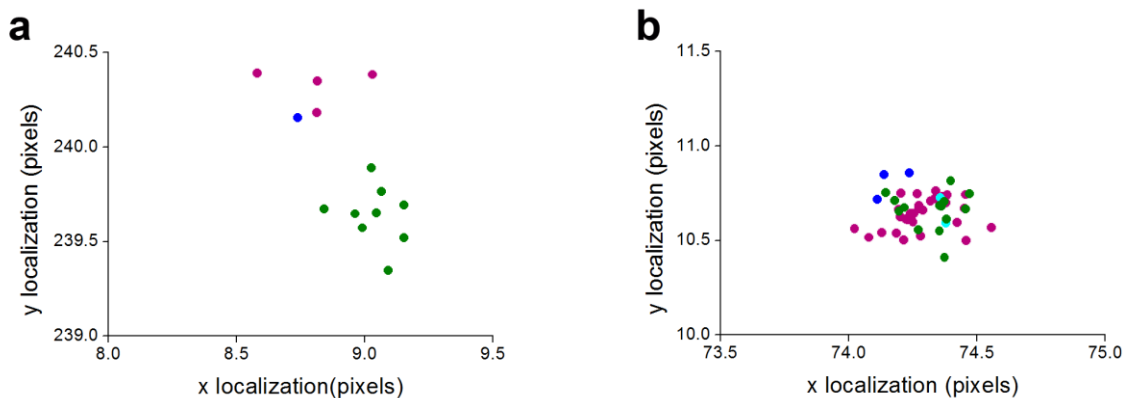 a
240.5
240.0
239.5
239.0
8.0 8.5 9.0 9.5
y localization (pixels)
x localization(pixels)
b
11.5
11.0
10.5
10.0
73.5 74.0 74.5 75.0
y localization (pixels)
x localization (pixels)